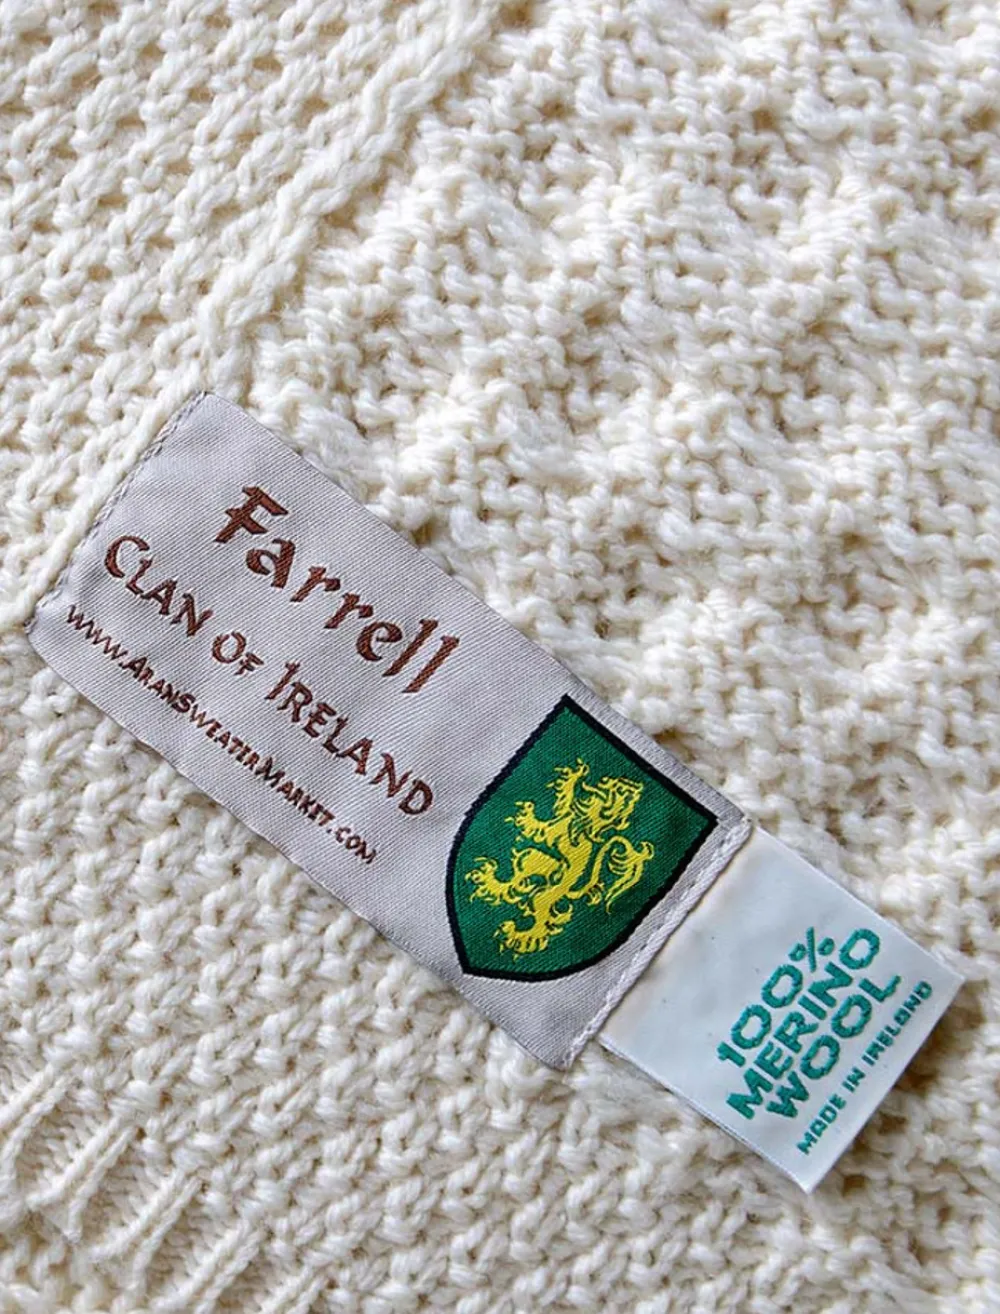 Farrell
CLAN OF IRELAND
www.ARANSWEATERMARKET.COM
100%
MERINO
WOOL
MADE IN IRELAND